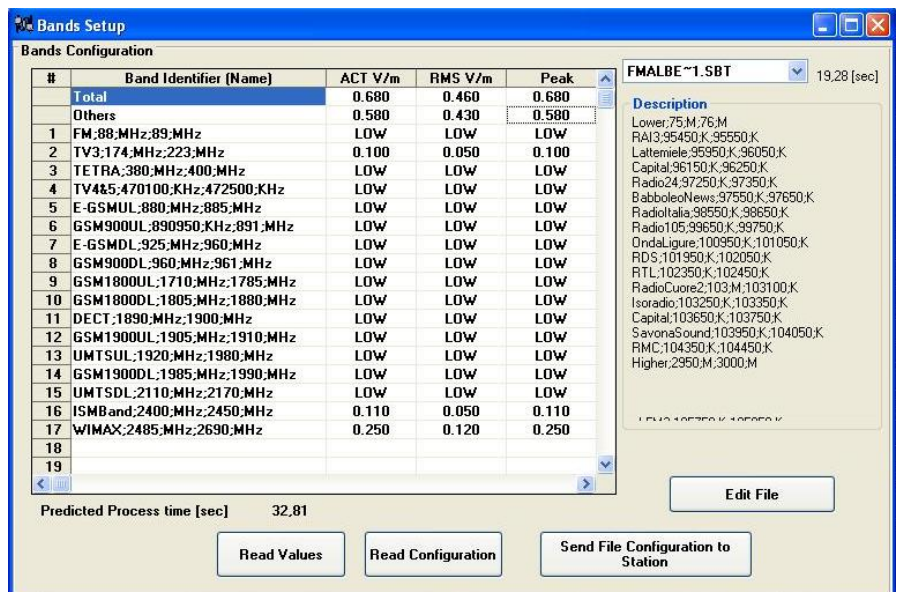 Bands Setup
Bands Configuration
# Band Identifier (Name) ACT V/m RMS V/m Peak
Total 0.680 0.460 0.680
Others 0.580 0.430 0.580
1 FM;88;MHz;89;MHz LOW LOW LOW
2 TV3;174;MHz;223;MHz 0.100 0.050 0.100
3 TETRA;380;MHz;400;MHz LOW LOW LOW
4 TV4&5;470100;KHz;472500;KHz LOW LOW LOW
5 E-GSMUL;880;MHz;885;MHz LOW LOW LOW
6 GSM900UL;890950;KHz;891;MHz LOW LOW LOW
7 E-GSMDL;925;MHz;960;MHz LOW LOW LOW
8 GSM900DL;960;MHz;961;MHz LOW LOW LOW
9 GSM1800UL;1710;MHz;1785;MHz LOW LOW LOW
10 GSM1800DL;1805;MHz;1880;MHz LOW LOW LOW
11 DECT;1890;MHz;1900;MHz LOW LOW LOW
12 GSM1900UL;1905;MHz;1910;MHz LOW LOW LOW
13 UMTSUL;1920;MHz;1980;MHz LOW LOW LOW
14 GSM1900DL;1985;MHz;1990;MHz LOW LOW LOW
15 UMTSDL;2110;MHz;2170;MHz LOW LOW LOW
16 ISMBand;2400;MHz;2450;MHz 0.110 0.050 0.110
17 WIMAX;2485;MHz;2690;MHz 0.250 0.120 0.250
18
19
FMALBE~1.SBT 19,28 [sec]
Description
Lower;75;M;76;M
RAI3;95450;K;95550;K
Lattemiele;95950;K;96050;K
Capital;96150;K;96250;K
Radio24;97250;K;97350;K
BabboleoNews;97550;K;97650;K
RadioItalia;98550;K;98650;K
Radio105;99650;K;99750;K
OndaLigure;100950;K;101050;K
RDS;101950;K;102050;K
RTL;102350;K;102450;K
RadioCuore2;103;M;103100;K
Isoradio;103250;K;103350;K
Capital;103650;K;103750;K
SavonaSound;103950;K;104050;K
RMC;104350;K;104450;K
Higher;2950;M;3000;M
Edit File
Predicted Process time [sec] 32,81
Read Values
Read Configuration
Send File Configuration to
Station